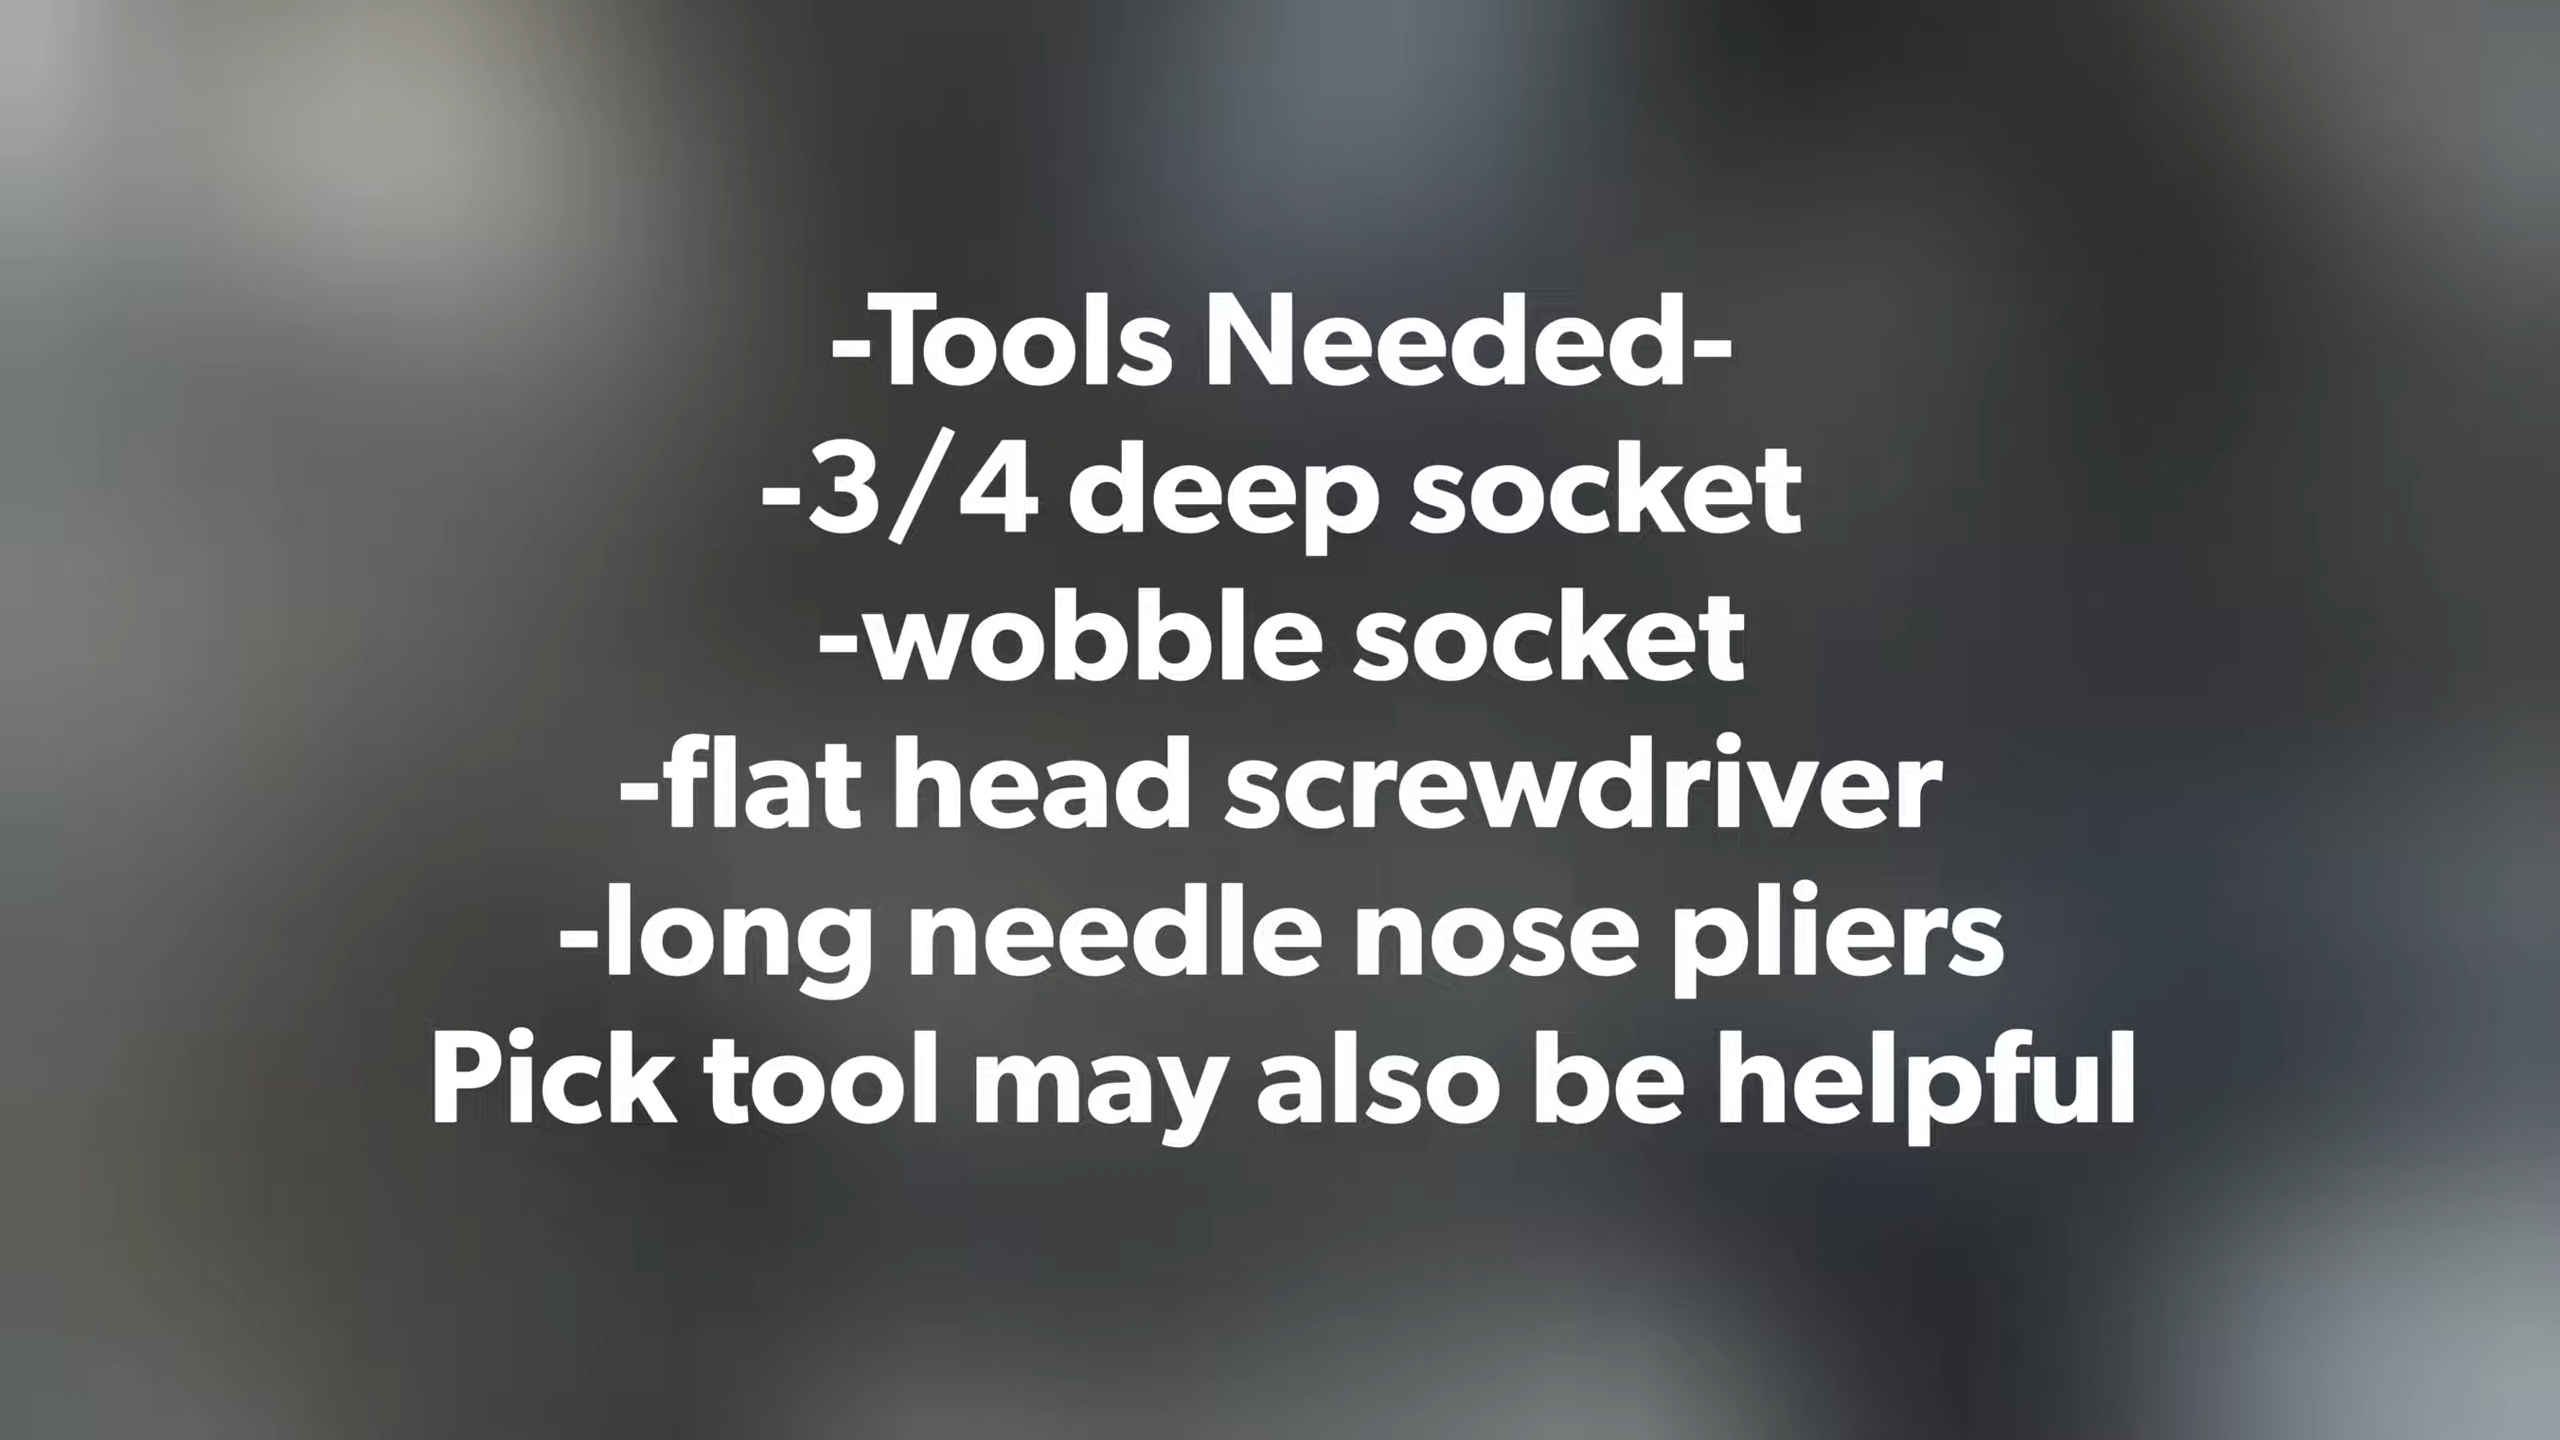 -Tools Needed-
-3/4 deep socket
-wobble socket
-flat head screwdriver
-long needle nose pliers
Pick tool may also be helpful